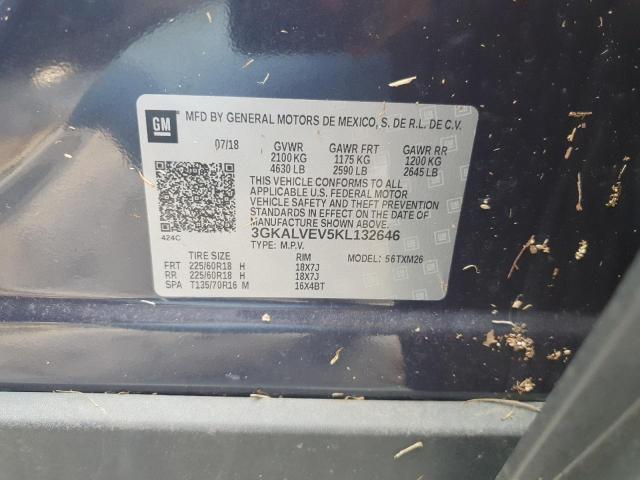 GM
MFD BY GENERAL MOTORS DE MEXICO, S. DE R.L. DE C.V.
07/18 GVWR GAWR FRT GAWR RR
2100 KG 1175 KG 1200 KG
4630 LB 2590 LB 2645 LB
THIS VEHICLE CONFORMS TO ALL
APPLICABLE U.S. FEDERAL MOTOR
VEHICLE SAFETY AND THEFT PREVENTION
STANDARDS IN EFFECT ON THE DATE OF
MANUFACTURE SHOWN ABOVE.
424C
3GKALVEV5KL132646
TYPE: M.P.V. MODEL: 56TXM26
TIRE SIZE RIM
FRT 225/60R18 H 18X7J
RR 225/60R18 H 18X7J
SPA T135/70R16 M 16X4BT